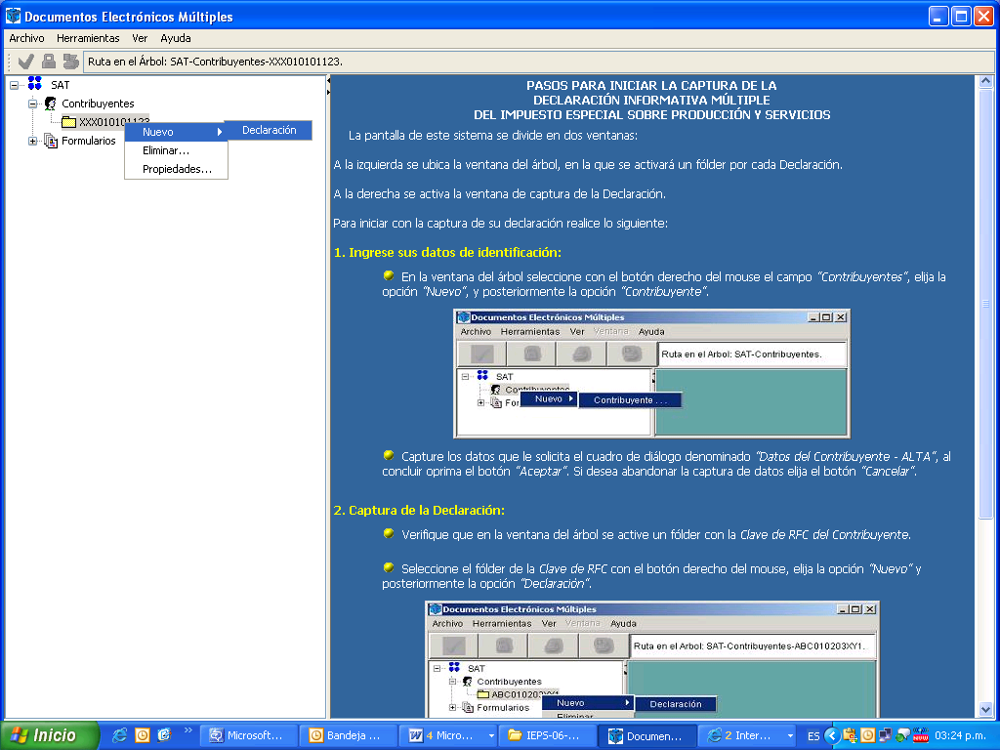 Documentos Electrónicos Múltiples
Archivo Herramientas Ver Ayuda
Ruta en el Árbol: SAT-Contribuyentes-XXX010101123.
SAT
Contribuyentes
XXX010101123
Formularios
Nuevo
Eliminar...
Propiedades...
Declaración
PASOS PARA INICIAR LA CAPTURA DE LA
DECLARACIÓN INFORMATIVA MÚLTIPLE
DEL IMPUESTO ESPECIAL SOBRE PRODUCCIÓN Y SERVICIOS
La pantalla de este sistema se divide en dos ventanas:
A la izquierda se ubica la ventana del árbol, en la que se activará un fólder por cada Declaración.
A la derecha se activa la ventana de captura de la Declaración.
Para iniciar con la captura de su declaración realice lo siguiente:
1. Ingrese sus datos de identificación:
En la ventana del árbol seleccione con el botón derecho del mouse el campo “Contribuyentes”, elija la
opción “Nuevo”, y posteriormente la opción “Contribuyente”.
Documentos Electrónicos Múltiples
Archivo Herramientas Ver Ventana Ayuda
Ruta en el Arbol: SAT-Contribuyentes.
SAT
Contribuyentes
For
Nuevo
Contribuyente . . .
Capture los datos que le solicita el cuadro de diálogo denominado “Datos del Contribuyente - ALTA”, al
concluir oprima el botón “Aceptar”. Si desea abandonar la captura de datos elija el botón “Cancelar”.
2. Captura de la Declaración:
Verifique que en la ventana del árbol se active un fólder con la Clave de RFC del Contribuyente.
Seleccione el fólder de la Clave de RFC con el botón derecho del mouse, elija la opción “Nuevo” y
posteriormente la opción “Declaración”.
Documentos Electrónicos Múltiples
Archivo Herramientas Ver Ventana Ayuda
Ruta en el Arbol: SAT-Contribuyentes-ABC010203XY1.
SAT
Contribuyentes
ABC010203XY1
Formularios
Nuevo
Eliminar
Declaración
Inicio
Microsoft...
Bandeja ...
4 Micro...
IEPS-06-...
Documen...
2 Inter...
ES
03:24 p.m.